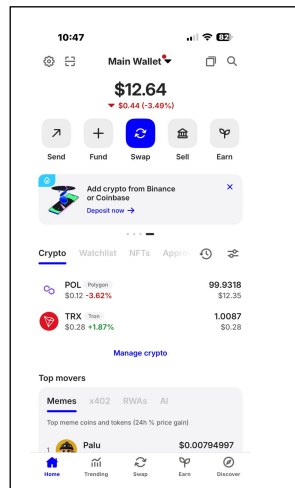 10:47
82
Main Wallet
$12.64
$0.44 (-3.49%)
Send Fund Swap Sell Earn
Add crypto from Binance
or Coinbase
Deposit now →
Crypto Watchlist NFTs Approv
POL Polygon 99.9318
$0.12 -3.62% $12.35
TRX Tron 1.0087
$0.28 +1.87% $0.28
Manage crypto
Top movers
Memes x402 RWAs AI
Top meme coins and tokens (24h % price gain)
1 Palu $0.00794997
Home Trending Swap Earn Discover